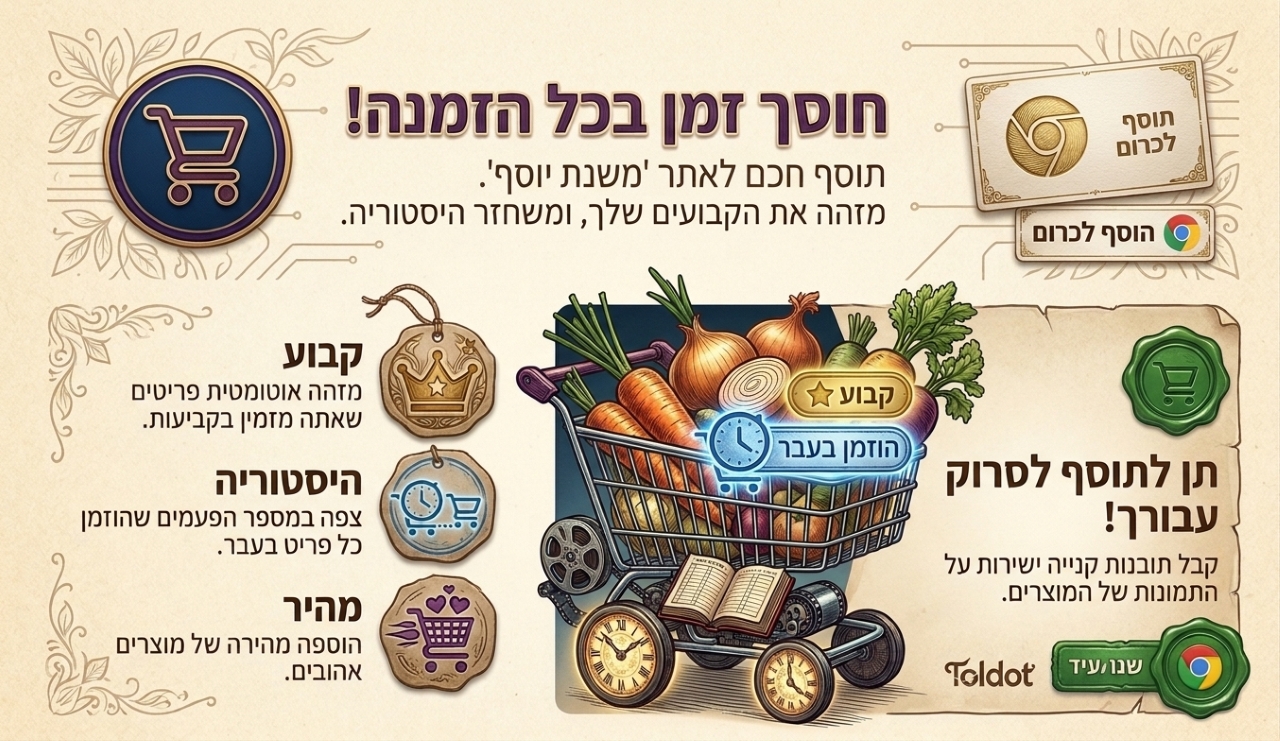 חוסך זמן בכל הזמנה!
תוסף חכם לאתר 'משנת יוסף'.
מזהה את הקבועים שלך, ומשחזר היסטוריה.
תוסף
לכרום
הוסף לכרום
קבוע
מזהה אוטומטית פריטים
שאתה מזמין בקביעות.
היסטוריה
צפה במספר הפעמים שהוזמן
כל פריט בעבר.
מהיר
הוספה מהירה של מוצרים
אהובים.
קבוע
הוזמן בעבר
תן לתוסף לסרוק
עבורך!
קבל תובנות קנייה ישירות על
התמונות של המוצרים.
Toldot